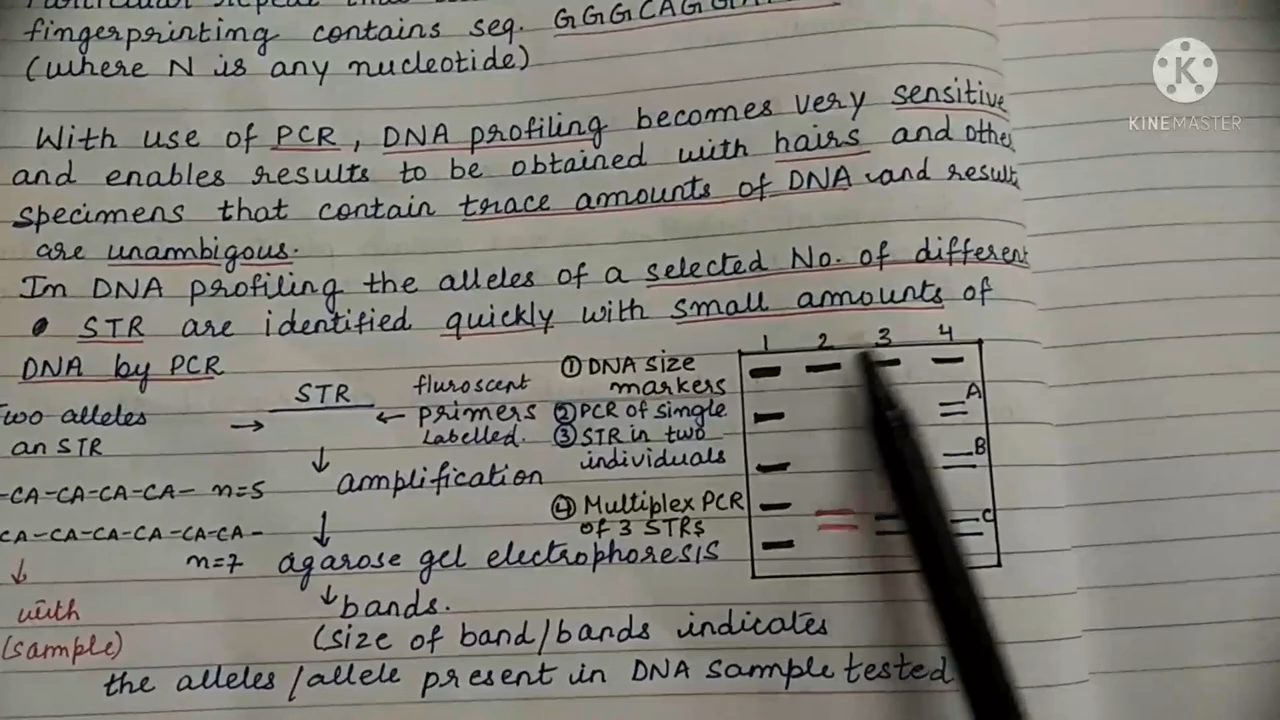 fingerprinting contains seq. GGGCAG
(where N is any nucleotide)
KINEMASTER
With use of PCR, DNA profiling becomes very sensitive
and enables results to be obtained with hairs and other
specimens that contain trace amounts of DNA and result
are unambigous.
In DNA profiling the alleles of a selected No. of different
• STR are identified quickly with small amounts of
DNA by PCR
Two alleles
an STR
→ STR ← fluroscent
primers
Labelled.
↓ amplification
-CA-CA-CA-CA- n=5
CA-CA-CA-CA-CA-CA-
n=7
↓
with
(sample)
↓
agarose gel electrophoresis
↓ bands.
(size of band/bands indicates
the alleles/allele present in DNA sample tested
① DNA size
markers
② PCR of single
③ STR in two
individuals
④ Multiplex PCR
of 3 STRs
1 2 3 4
A
B
C